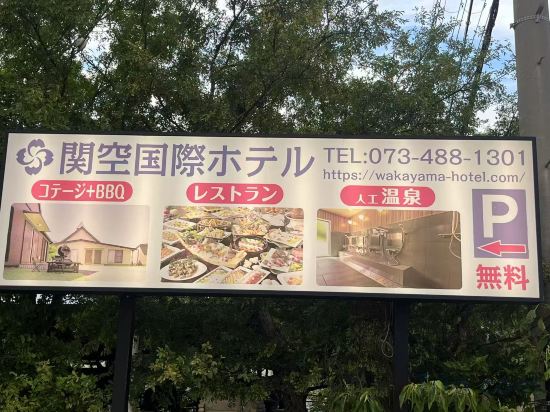 関空国際ホテル
TEL:073-488-1301
https://wakayama-hotel.com/
コテージ+BBQ
レストラン
人工温泉
P
無料